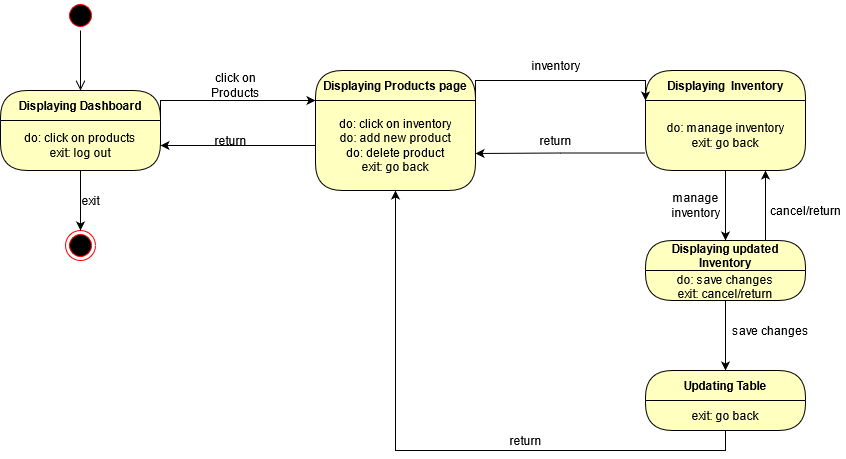 click on
Products
inventory
Displaying Dashboard
do: click on products
exit: log out
return
exit
Displaying Products page
do: click on inventory
do: add new product
do: delete product
exit: go back
return
Displaying  Inventory
do: manage inventory
exit: go back
manage
inventory
cancel/return
Displaying updated
Inventory
do: save changes
exit: cancel/return
save changes
Updating Table
exit: go back
return